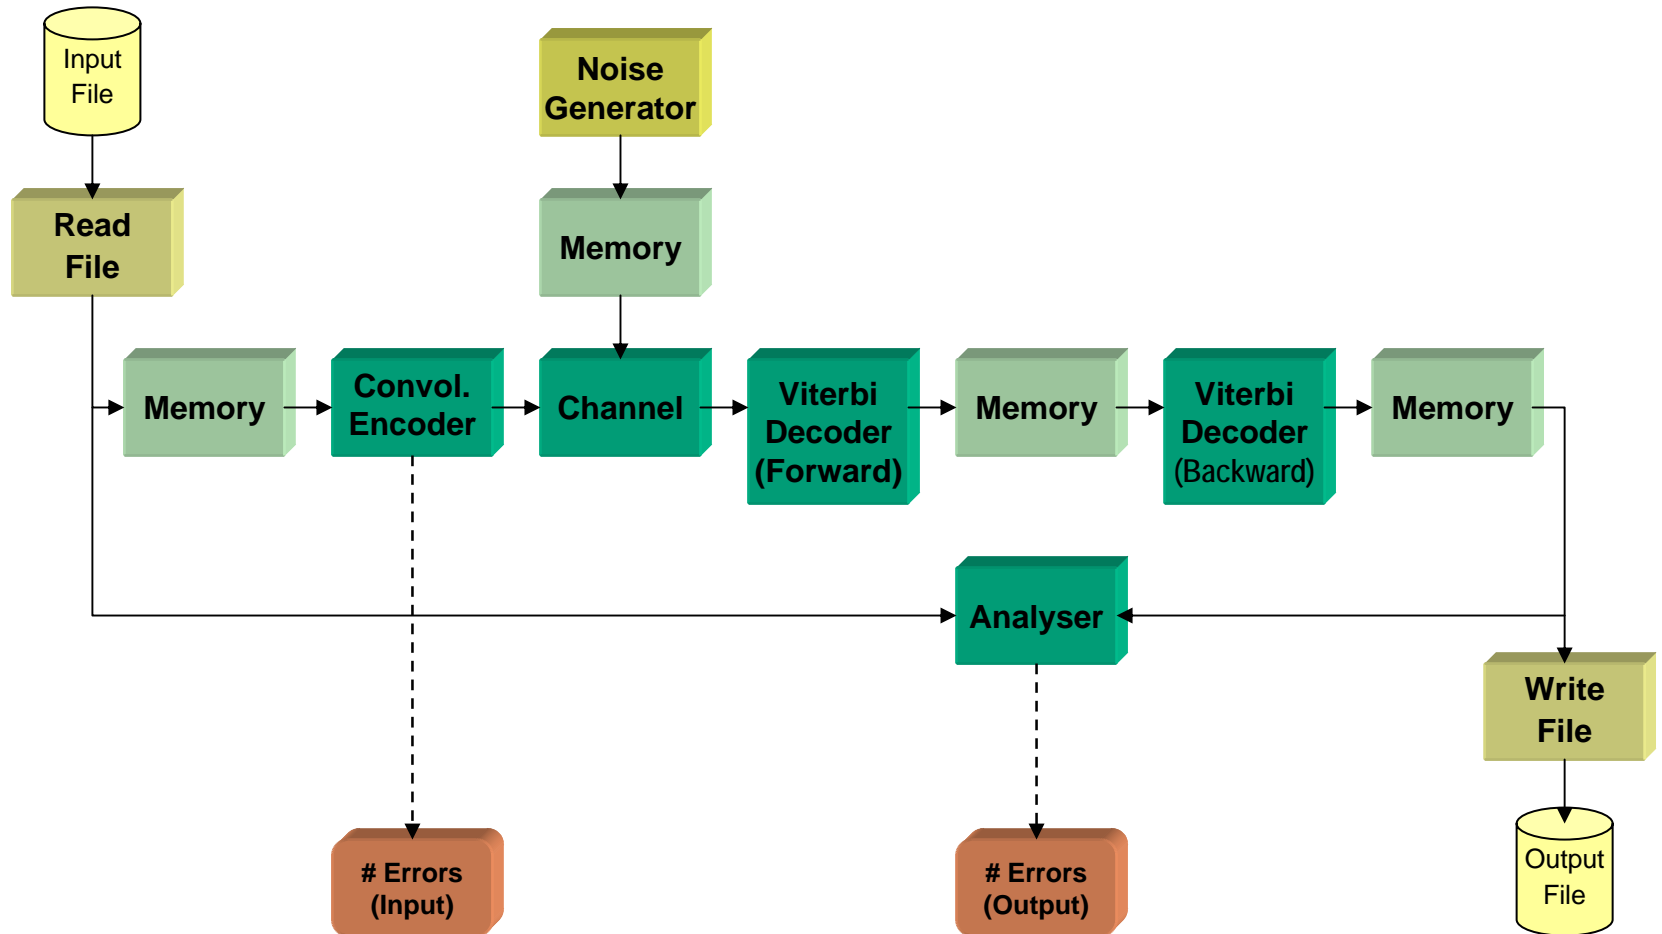 Input
File
Noise
Generator
Read
File
Memory
Memory
Convol.
Encoder
Channel
Viterbi
Decoder
(Forward)
Memory
Viterbi
Decoder
(Backward)
Memory
Analyser
Write
File
# Errors
(Input)
# Errors
(Output)
Output
File